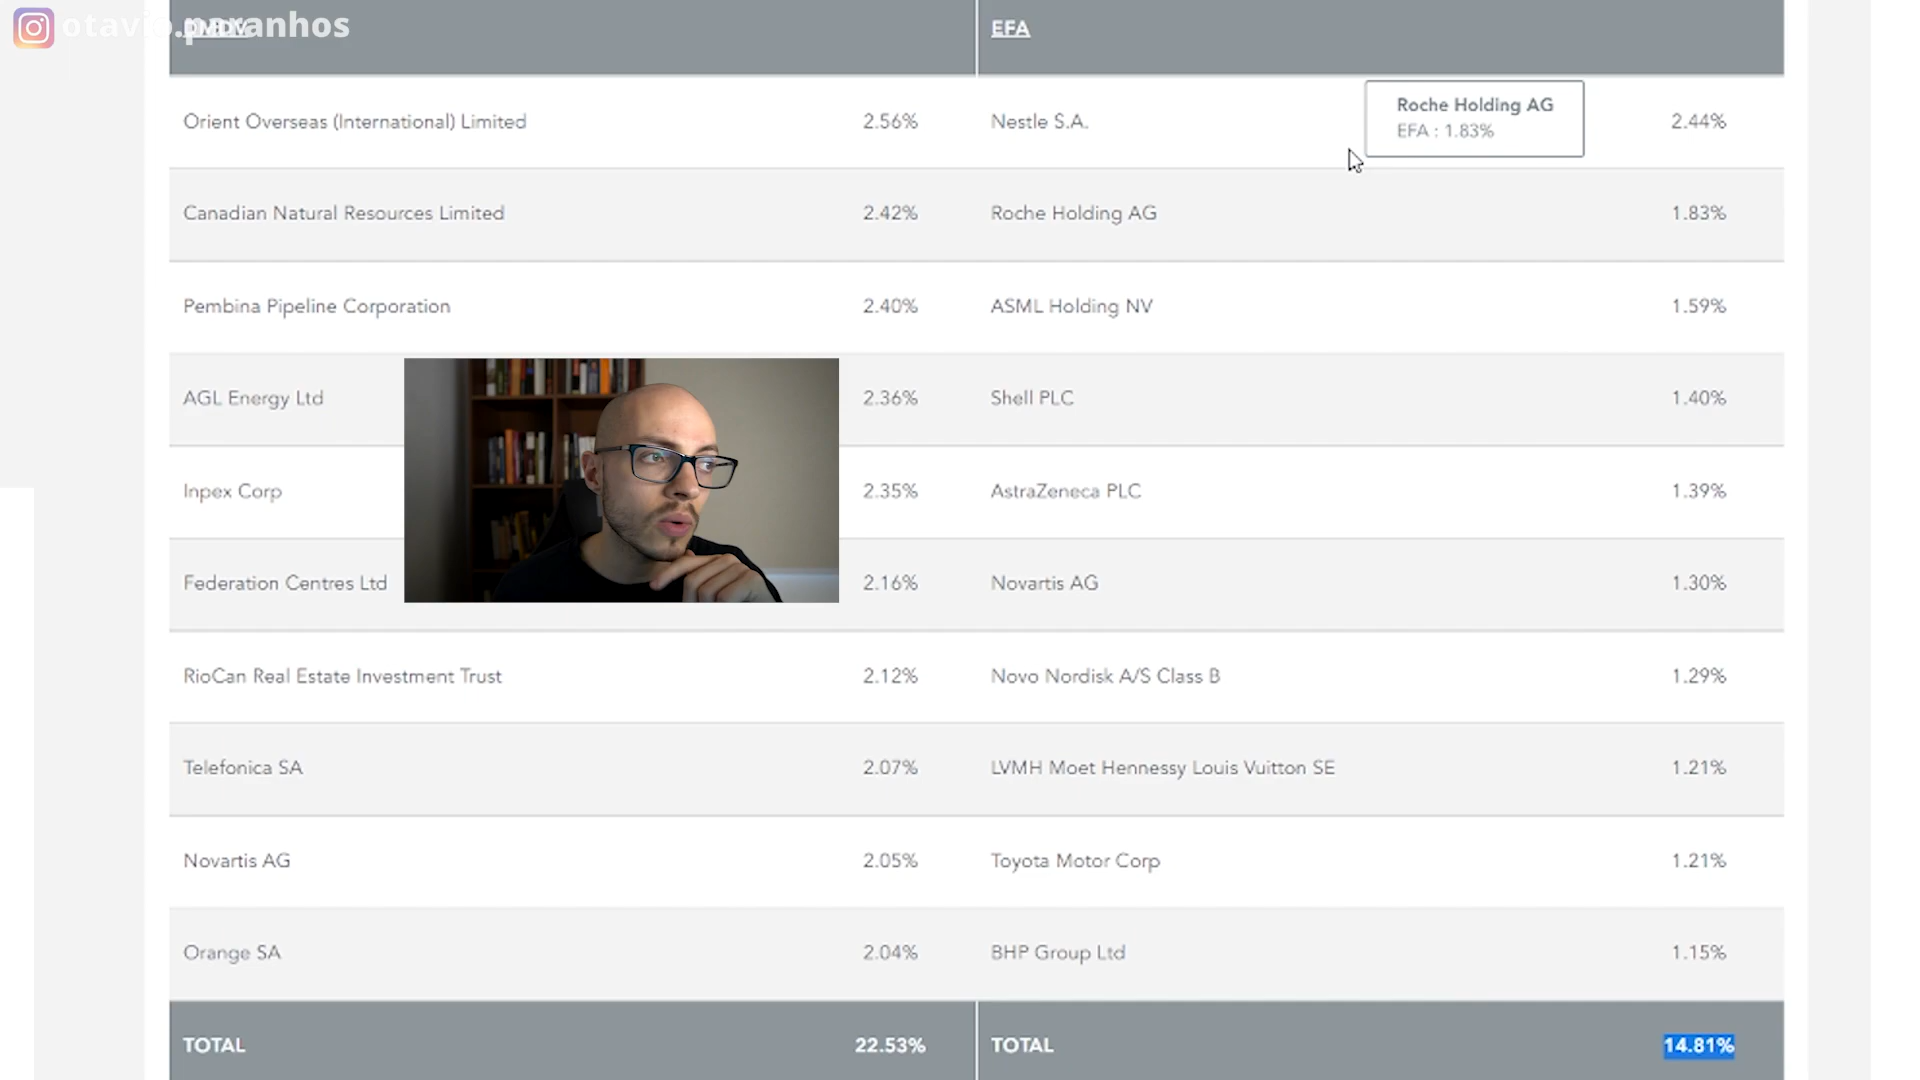 otavio.paranhos
EFA
Roche Holding AG
EFA : 1.83%
Orient Overseas (International) Limited 2.56% Nestle S.A. 2.44%
Canadian Natural Resources Limited 2.42% Roche Holding AG 1.83%
Pembina Pipeline Corporation 2.40% ASML Holding NV 1.59%
AGL Energy Ltd 2.36% Shell PLC 1.40%
Inpex Corp 2.35% AstraZeneca PLC 1.39%
Federation Centres Ltd 2.16% Novartis AG 1.30%
RioCan Real Estate Investment Trust 2.12% Novo Nordisk A/S Class B 1.29%
Telefonica SA 2.07% LVMH Moet Hennessy Louis Vuitton SE 1.21%
Novartis AG 2.05% Toyota Motor Corp 1.21%
Orange SA 2.04% BHP Group Ltd 1.15%
TOTAL 22.53% TOTAL 14.81%